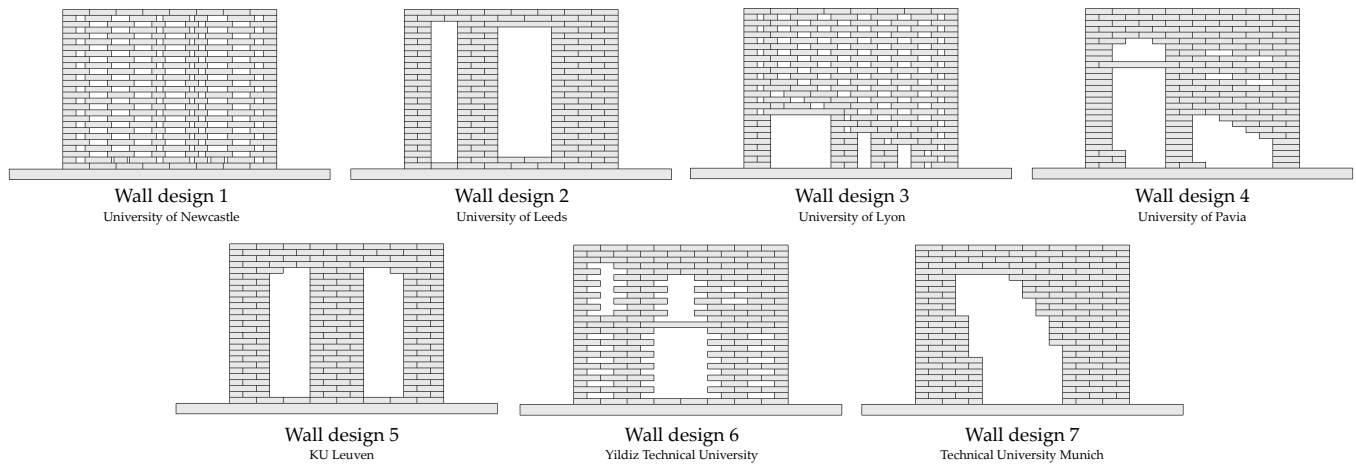 Wall design 1
University of Newcastle
Wall design 2
University of Leeds
Wall design 3
University of Lyon
Wall design 4
University of Pavia
Wall design 5
KU Leuven
Wall design 6
Yildiz Technical University
Wall design 7
Technical University Munich